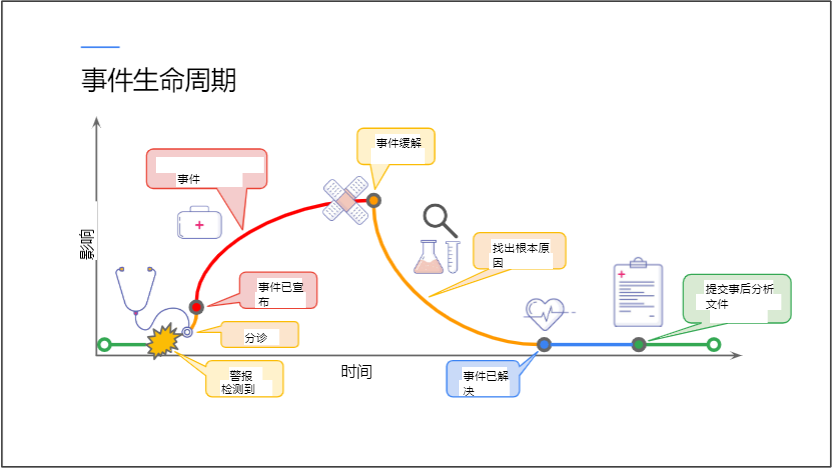 事件生命周期
事件缓解
事件
影响
找出根本原
因
事件已宣
布
提交事后分析
文件
分诊
警报
检测到
时间
事件已解
决